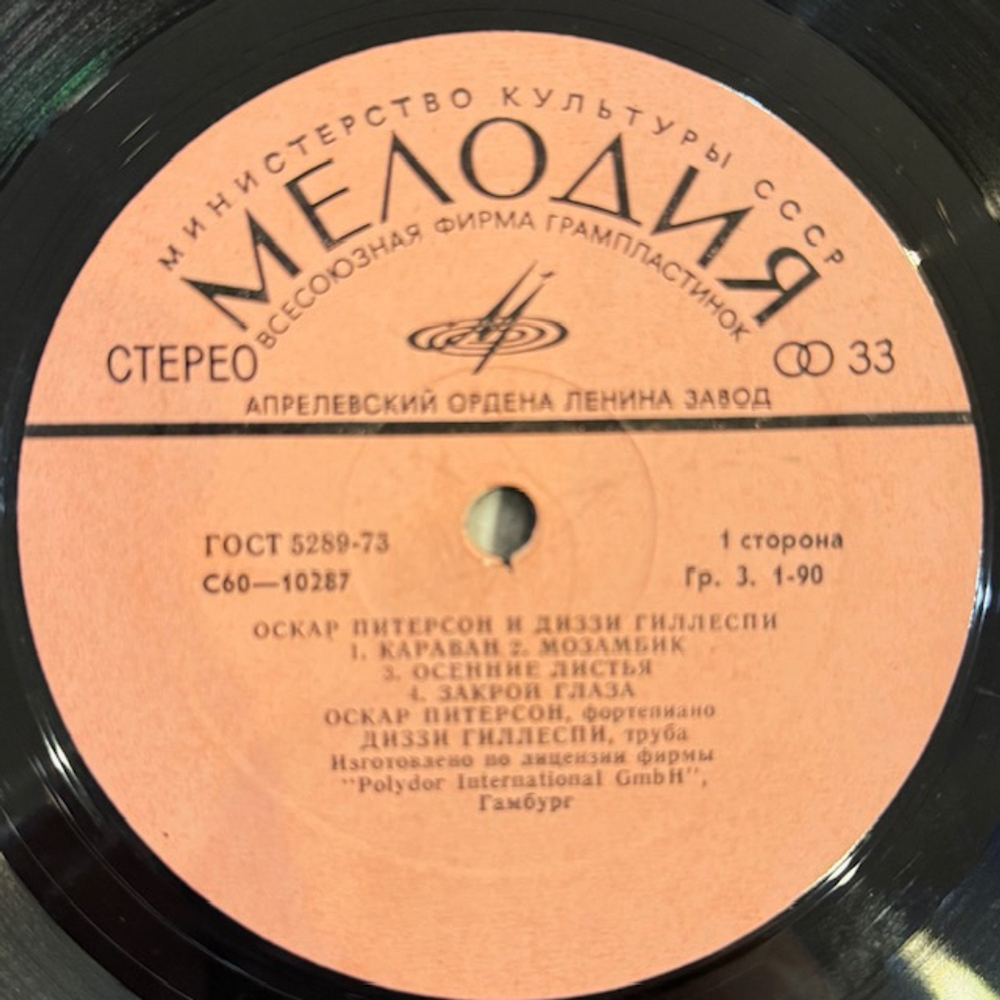 МИНИСТЕРСТВО КУЛЬТУРЫ СССР
МЕЛОДИЯ
ВСЕСОЮЗНАЯ ФИРМА ГРАМПЛАСТИНОК
СТЕРЕО
33
АПРЕЛЕВСКИЙ ОРДЕНА ЛЕНИНА ЗАВОД
ГОСТ 5289-73
1 сторона
С60—10287
Гр. 3. 1-90
ОСКАР ПИТЕРСОН И ДИЗЗИ ГИЛЛЕСПИ
1. КАРАВАН 2. МОЗАМБИК
3. ОСЕННИЕ ЛИСТЬЯ
4. ЗАКРОЙ ГЛАЗА
ОСКАР ПИТЕРСОН, фортепиано
ДИЗЗИ ГИЛЛЕСПИ, труба
Изготовлено по лицензии фирмы
"Polydor International GmbH",
Гамбург